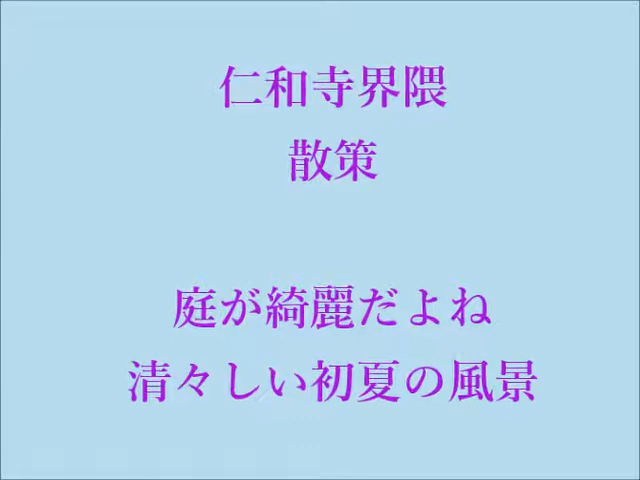 仁和寺界隈
散策
庭が綺麗だよね
清々しい初夏の風景